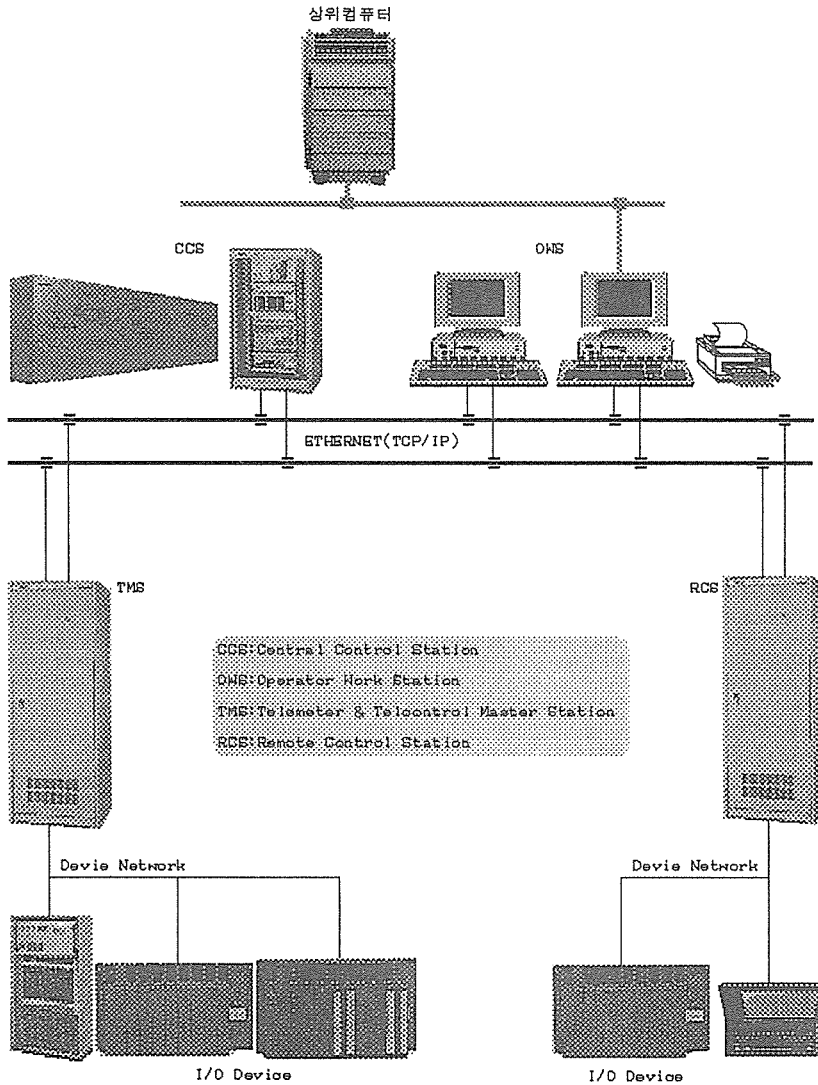 상위컴퓨터
CCS
OWS
ETHERNET(TCP/IP)
TMS
RCS
CCS:Central Control Station
OWS:Operator Work Station
TMS:Telemeter & Telcontrol Master Station
RCS:Remote Control Station
Devie Network
Devie Network
I/O Device
I/O Device